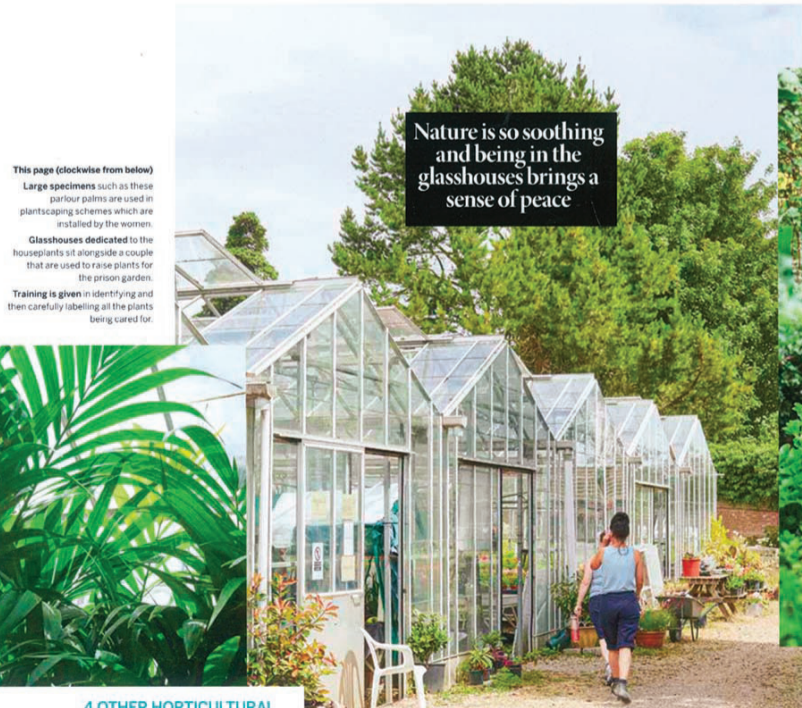 Nature is so soothing
and being in the
glasshouses brings a
sense of peace
This page (clockwise from below)
Large specimens such as these
parlour palms are used in
plantscaping schemes which are
installed by the women.
Glasshouses dedicated to the
houseplants sit alongside a couple
that are used to raise plants for
the prison garden.
Training is given in identifying and
then carefully labelling all the plants
being cared for.
4 OTHER HORTICULTURAL